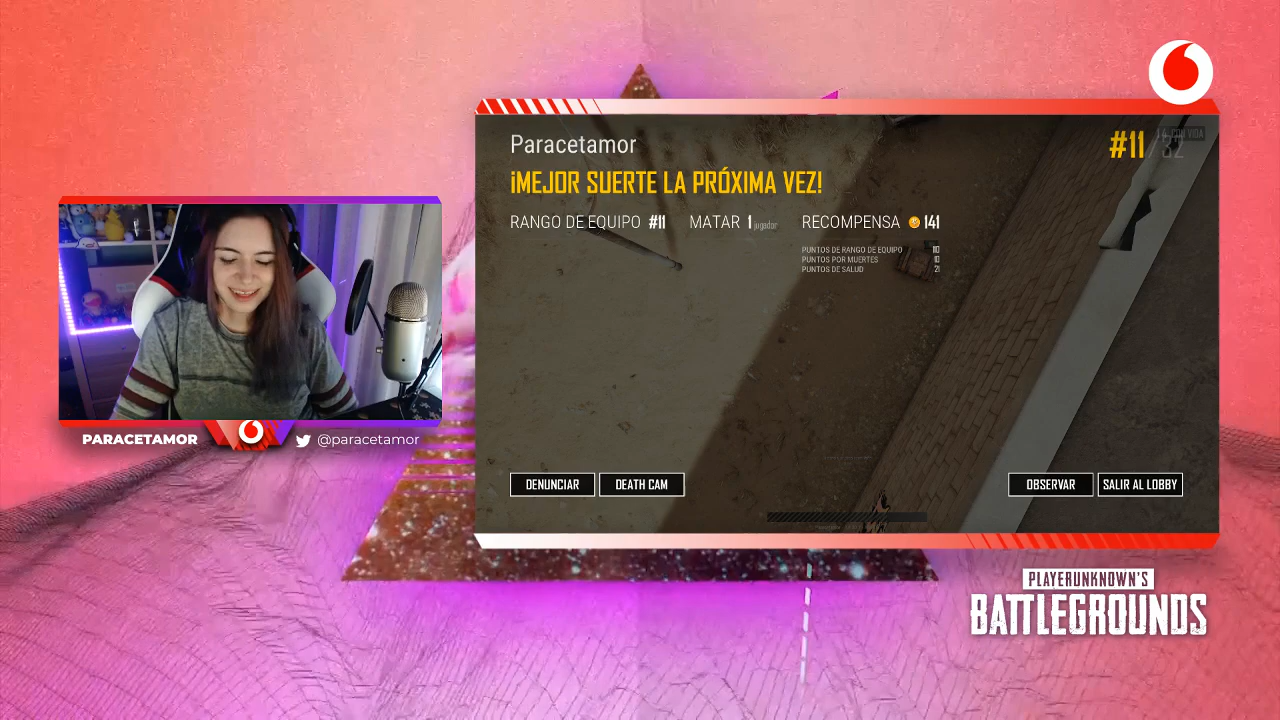 Paracetamor
#11/32
¡MEJOR SUERTE LA PRÓXIMA VEZ!
RANGO DE EQUIPO #11 MATAR 1 jugador RECOMPENSA 141
PUNTOS DE RANGO DE EQUIPO 110
PUNTOS POR MUERTES 10
PUNTOS DE SALUD 21
PARACETAMOR @paracetamor
DENUNCIAR DEATH CAM OBSERVAR SALIR AL LOBBY
PLAYERUNKNOWN'S
BATTLEGROUNDS